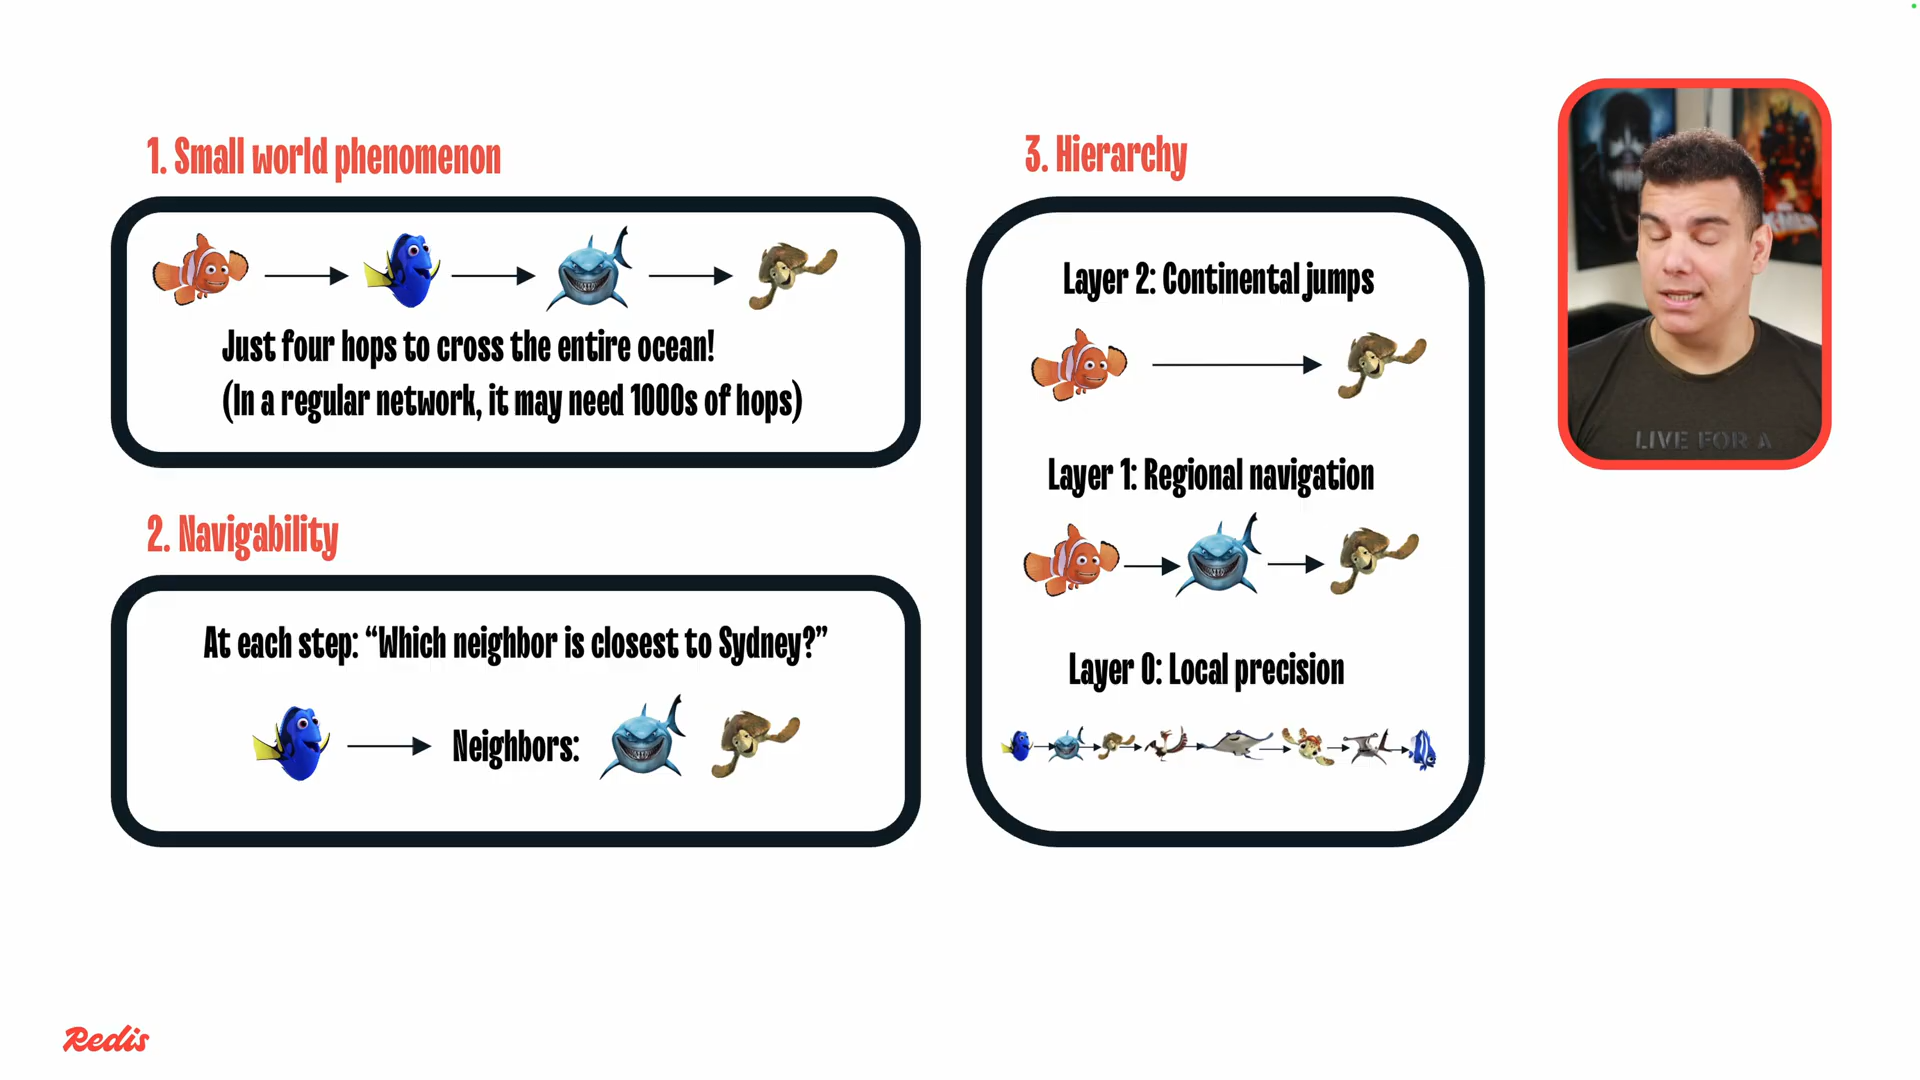 1. Small world phenomenon
Just four hops to cross the entire ocean!
(In a regular network, it may need 1000s of hops)
2. Navigability
At each step: “Which neighbor is closest to Sydney?”
Neighbors:
3. Hierarchy
Layer 2: Continental jumps
Layer 1: Regional navigation
Layer 0: Local precision
LIVE FOR A
Redis